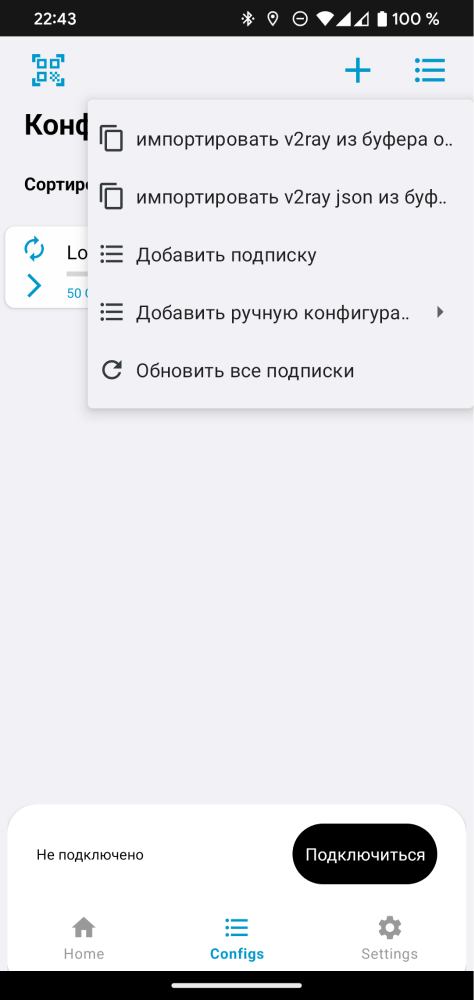 22:43
100 %
Конф
импортировать v2ray из буфера о..
Сортиро
импортировать v2ray json из буф..
Lo
Добавить подписку
50
Добавить ручную конфигура..
Обновить все подписки
Не подключено
Подключиться
Home
Configs
Settings